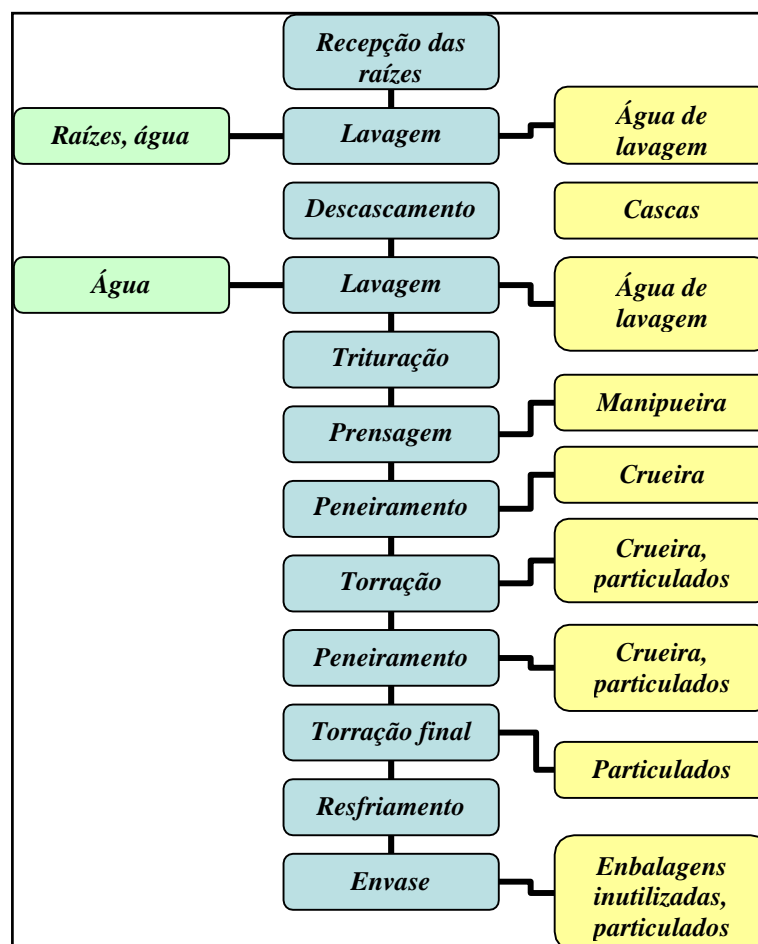 Recepção das
raízes
Raízes, água
Lavagem
Água de
lavagem
Descascamento
Cascas
Água
Lavagem
Água de
lavagem
Trituração
Prensagem
Manipueira
Peneiramento
Crueira
Torração
Crueira,
particulados
Peneiramento
Crueira,
particulados
Torração final
Particulados
Resfriamento
Envase
Enbalagens
inutilizadas,
particulados